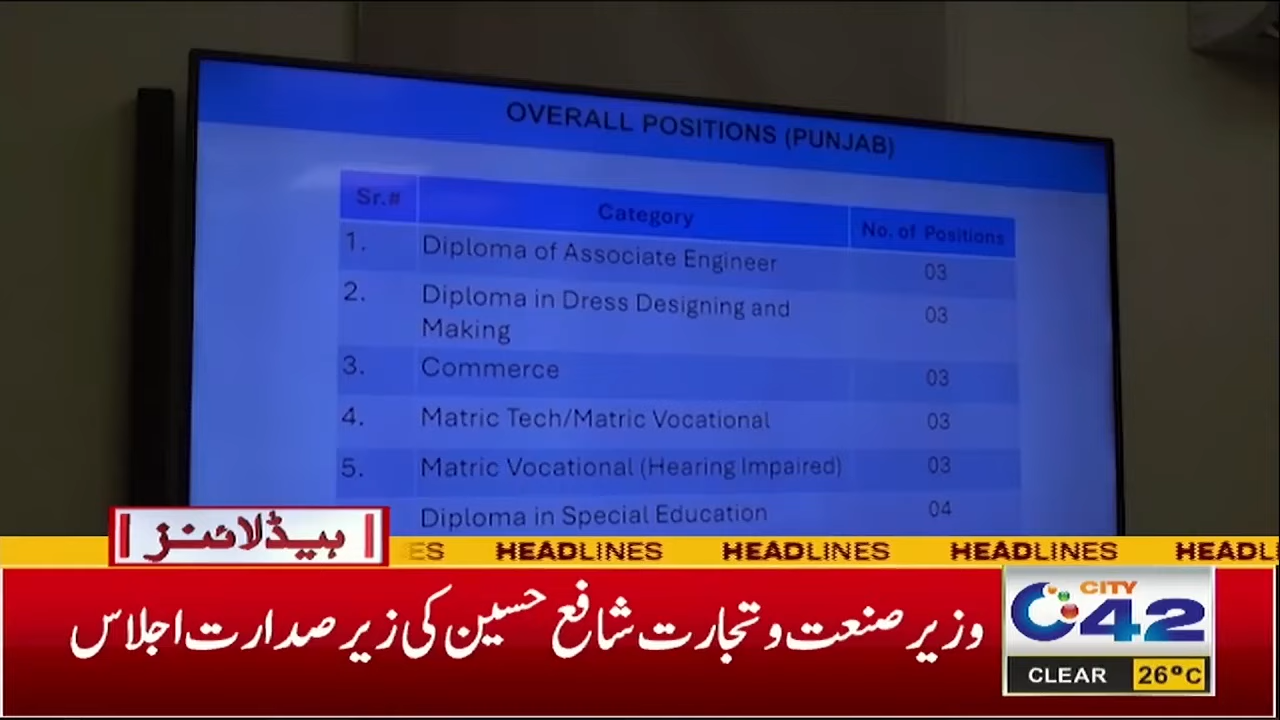 OVERALL POSITIONS (PUNJAB)
Sr.# Category No. of Positions
1. Diploma of Associate Engineer 03
2. Diploma in Dress Designing and
Making 03
3. Commerce 03
4. Matric Tech/Matric Vocational 03
5. Matric Vocational (Hearing Impaired) 03
Diploma in Special Education 04
ہیڈلائنز
ES HEADLINES HEADLINES HEADLINES HEADL
وزیر صنعت و تجارت شافع حسین کی زیر صدارت اجلاس
CITY
42
CLEAR 26°C